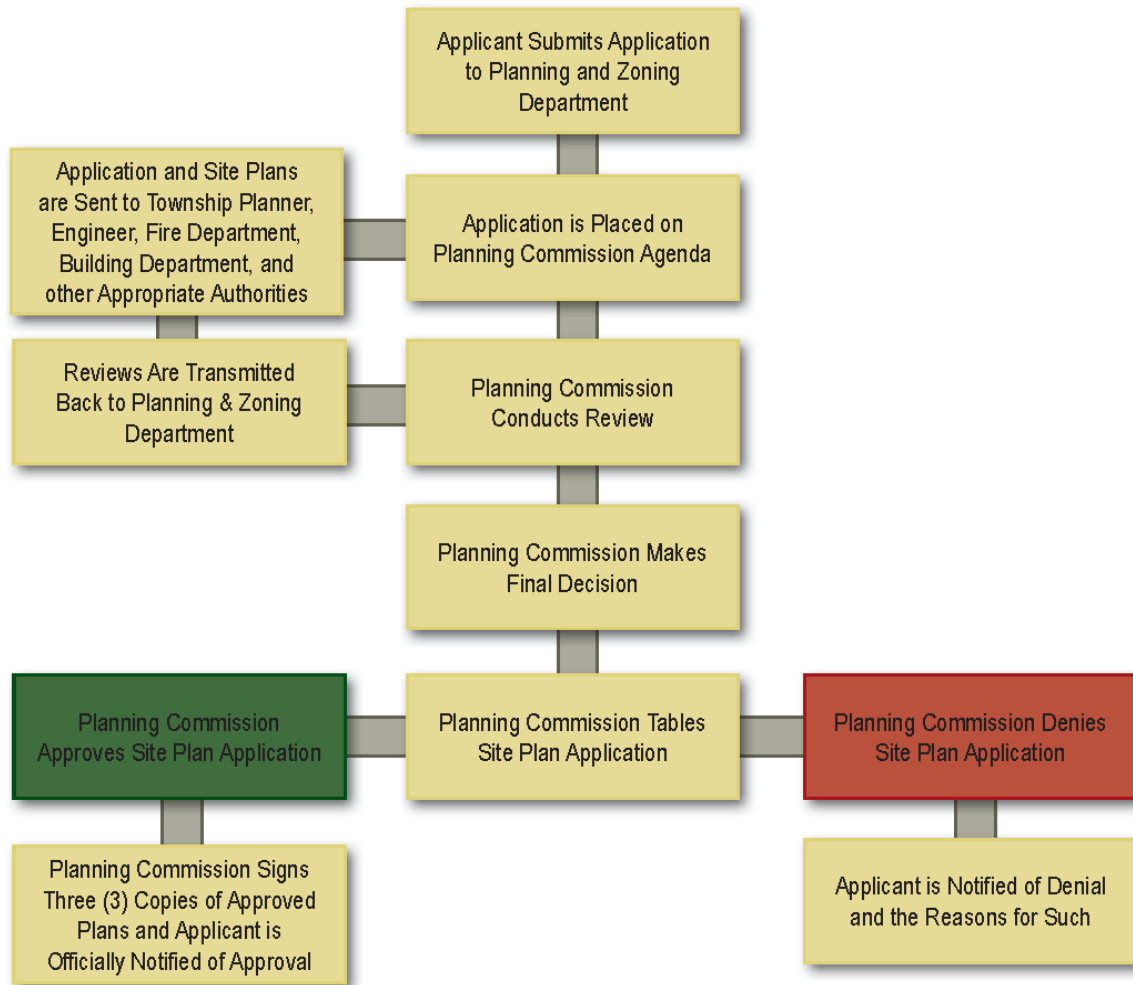 Applicant Submits Application
to Planning and Zoning
Department
Application and Site Plans
are Sent to Township Planner,
Engineer, Fire Department,
Building Department, and
other Appropriate Authorities
Application is Placed on
Planning Commission Agenda
Reviews Are Transmitted
Back to Planning & Zoning
Department
Planning Commission
Conducts Review
Planning Commission Makes
Final Decision
Planning Commission
Approves Site Plan Application
Planning Commission Tables
Site Plan Application
Planning Commission Denies
Site Plan Application
Planning Commission Signs
Three (3) Copies of Approved
Plans and Applicant is
Officially Notified of Approval
Applicant is Notified of Denial
and the Reasons for Such